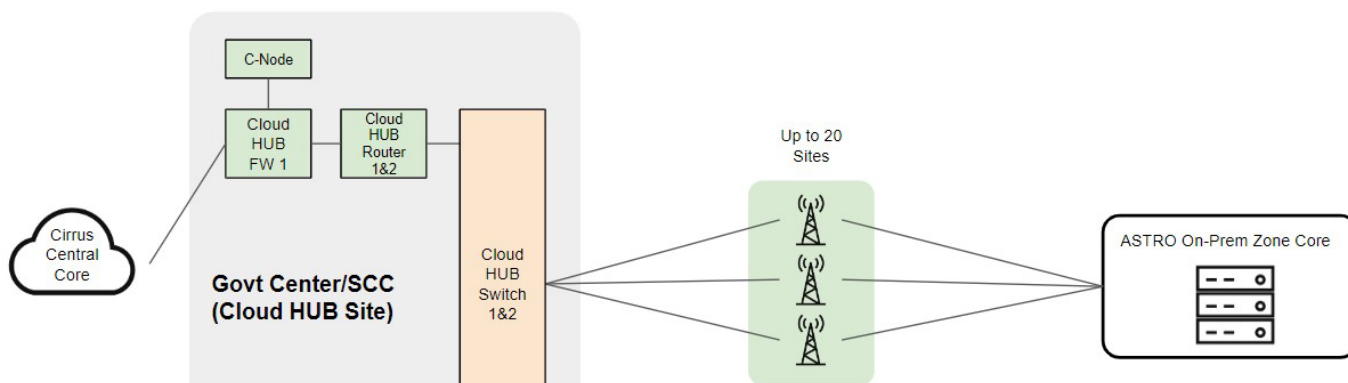 C-Node
Cloud
HUB
FW 1
Cloud
HUB
Router
1&2
Up to 20
Sites
Cirrus
Central
Core
Govt Center/SCC
(Cloud HUB Site)
Cloud
HUB
Switch
1&2
ASTRO On-Prem Zone Core